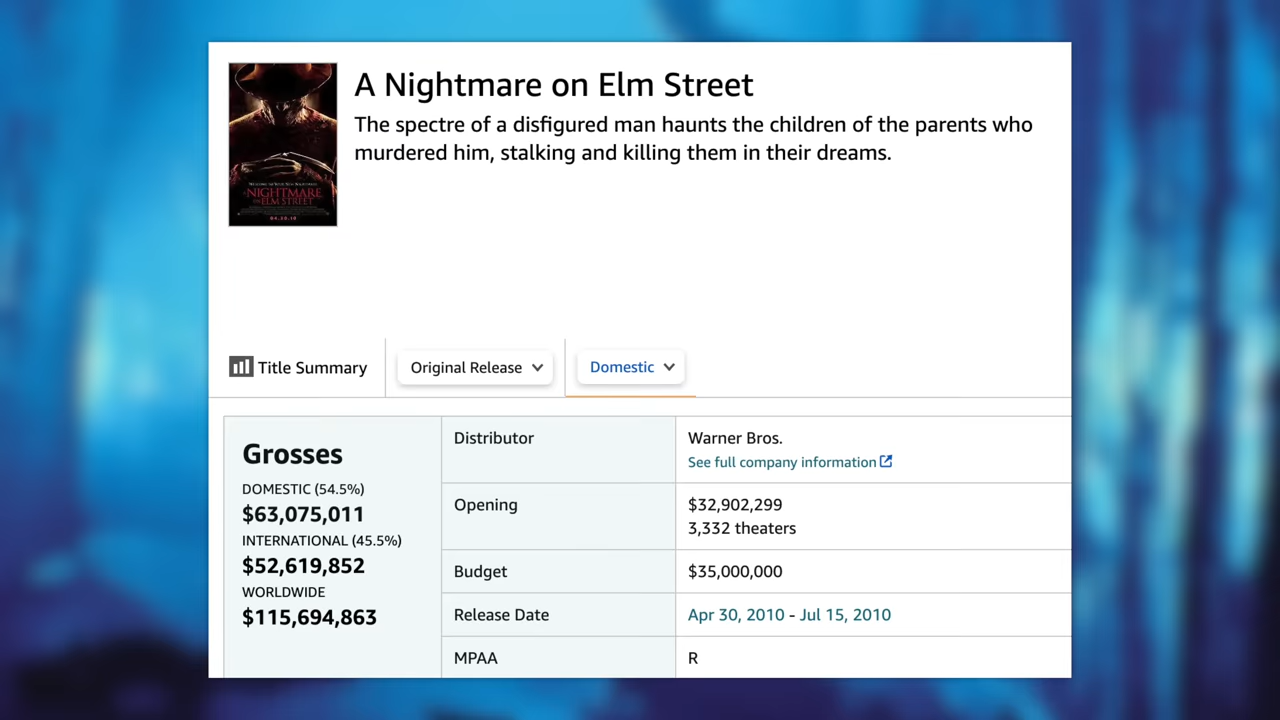 A Nightmare on Elm Street
The spectre of a disfigured man haunts the children of the parents who
murdered him, stalking and killing them in their dreams.
NIGHTMARE
ON ELM STREET
04.30.10
Title Summary
Original Release
Domestic
Grosses
DOMESTIC (54.5%)
$63,075,011
INTERNATIONAL (45.5%)
$52,619,852
WORLDWIDE
$115,694,863
Distributor
Warner Bros.
See full company information
Opening
$32,902,299
3,332 theaters
Budget
$35,000,000
Release Date
Apr 30, 2010 - Jul 15, 2010
MPAA
R